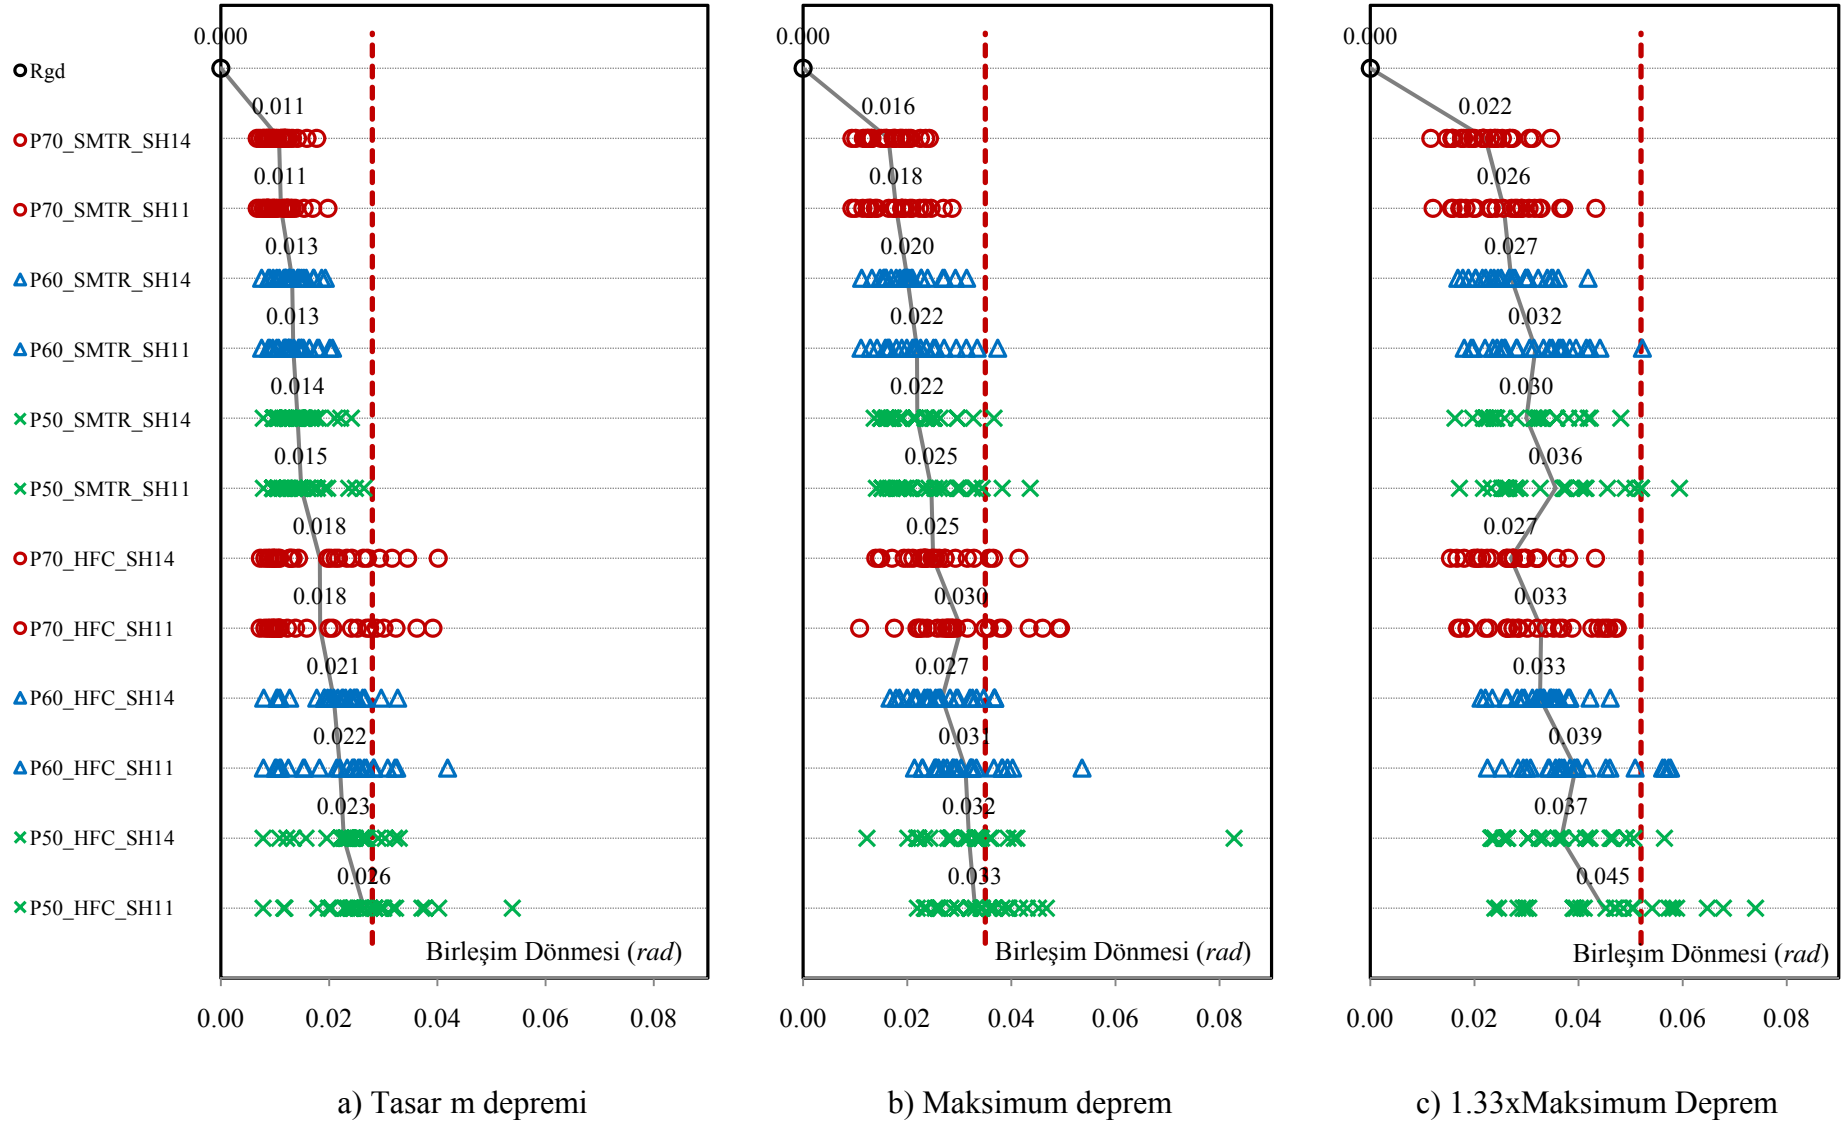 0.000 0.000 0.000
Rgd
0.011 0.016 0.022
P70_SMTR_SH14
0.011 0.018 0.026
P70_SMTR_SH11
0.013 0.020 0.027
P60_SMTR_SH14
0.013 0.022 0.032
P60_SMTR_SH11
0.014 0.022 0.030
P50_SMTR_SH14
0.015 0.025 0.036
P50_SMTR_SH11
0.018 0.025 0.027
P70_HFC_SH14
0.018 0.030 0.033
P70_HFC_SH11
0.021 0.027 0.033
P60_HFC_SH14
0.022 0.031 0.039
P60_HFC_SH11
0.023 0.032 0.037
P50_HFC_SH14
0.026 0.033 0.045
P50_HFC_SH11
Birleşim Dönmesi (rad) Birleşim Dönmesi (rad) Birleşim Dönmesi (rad)
0.00 0.02 0.04 0.06 0.08 0.00 0.02 0.04 0.06 0.08 0.00 0.02 0.04 0.06 0.08
a) Tasar m depremi b) Maksimum deprem c) 1.33xMaksimum Deprem